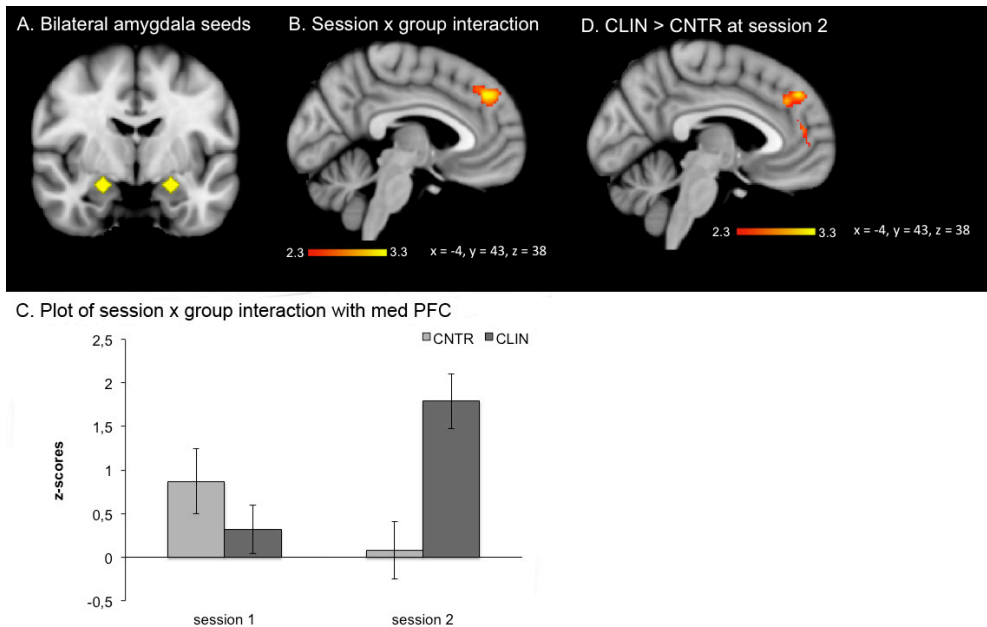 A. Bilateral amygdala seeds
B. Session x group interaction
D. CLIN > CNTR at session 2
2.3
3.3
x = -4, y = 43, z = 38
2.3
3.3
x = -4, y = 43, z = 38
C. Plot of session x group interaction with med PFC
CNTR
CLIN
2,5
2
1,5
1
0,5
0
-0,5
z-scores
session 1
session 2